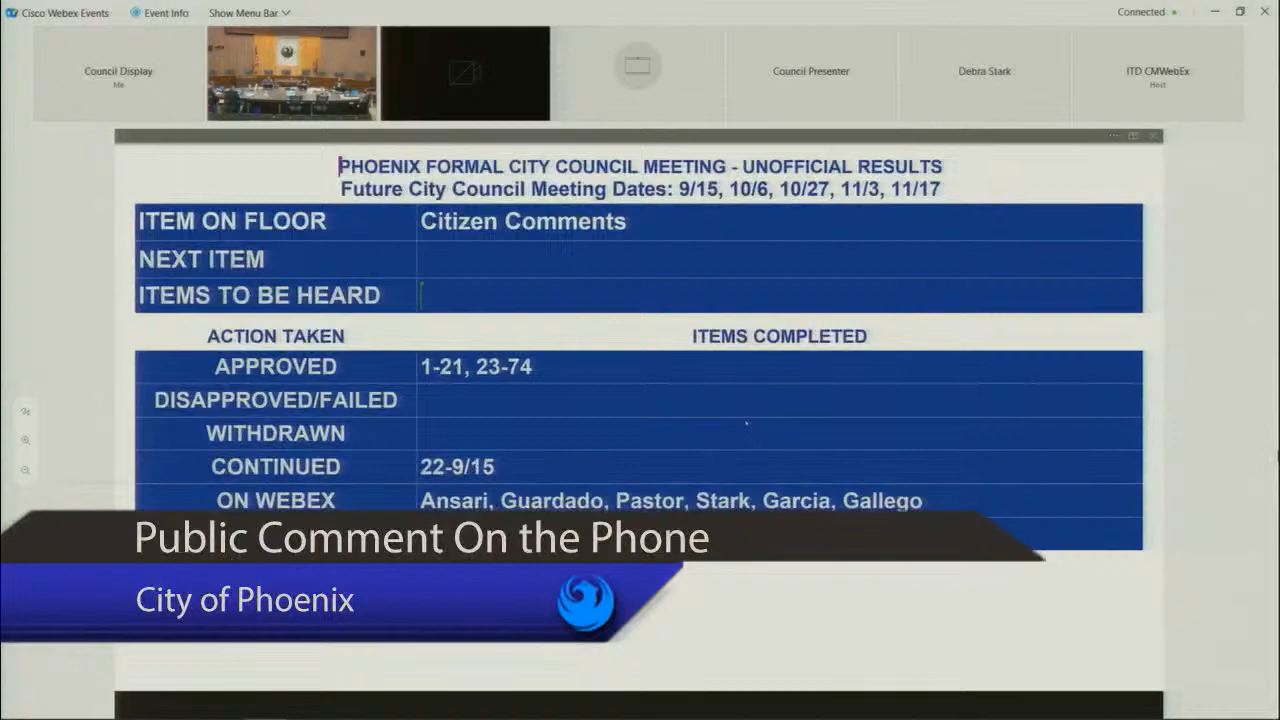 Cisco Webex Events
Event Info
Show Menu Bar
Connected
Council Display
Me
Council Presenter
Debra Stark
ITD CMWebEx
Host
PHOENIX FORMAL CITY COUNCIL MEETING - UNOFFICIAL RESULTS
Future City Council Meeting Dates: 9/15, 10/6, 10/27, 11/3, 11/17
ITEM ON FLOOR Citizen Comments
NEXT ITEM
ITEMS TO BE HEARD
ACTION TAKEN ITEMS COMPLETED
APPROVED 1-21, 23-74
DISAPPROVED/FAILED
WITHDRAWN
CONTINUED 22-9/15
ON WEBEX Ansari, Guardado, Pastor, Stark, Garcia, Gallego
Public Comment On the Phone
City of Phoenix